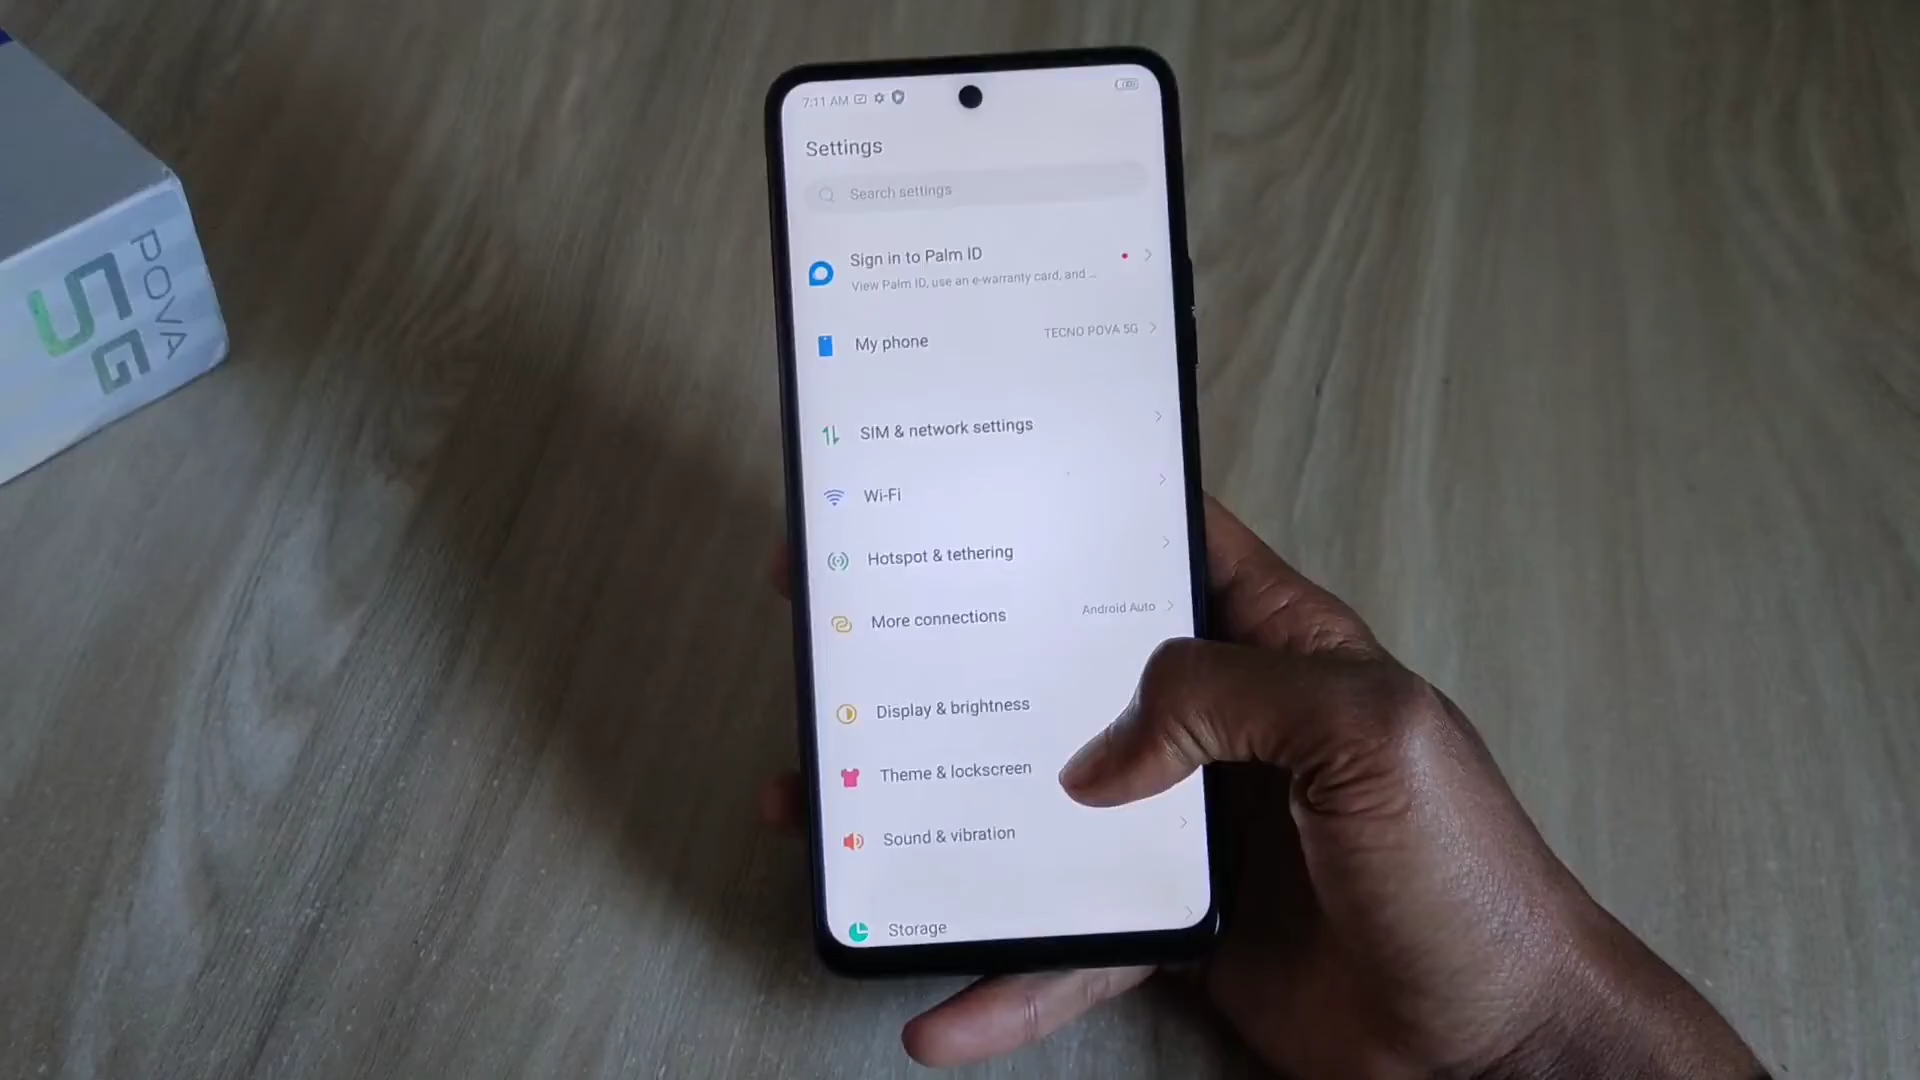 POVA
5G
7:11 AM
Settings
Search settings
Sign in to Palm ID
View Palm ID, use an e-warranty card, and ...
My phone
TECNO POVA 5G
SIM & network settings
Wi-Fi
Hotspot & tethering
More connections
Android Auto
Display & brightness
Theme & lockscreen
Sound & vibration
Storage